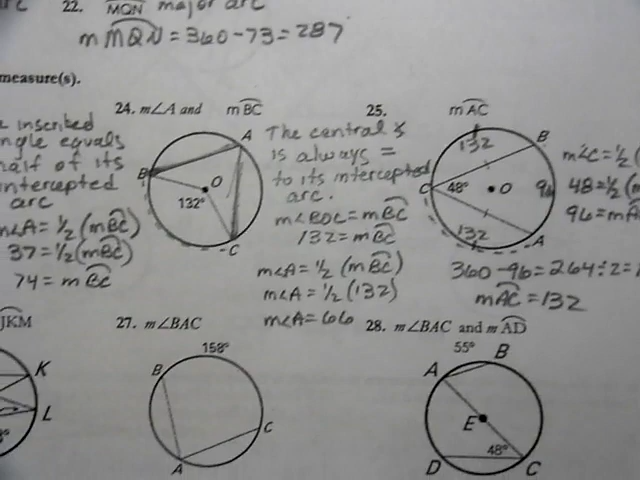 22. MQN major arc
mMQN = 360-73 = 287
measure(s).
24. m∠A and mBC
25. mAC
inscribed
angle equals
half of its
intercepted
arc
m∠A = ½ (mBC)
37 = ½(mBC)
74 = mBC
A
B
O
132°
C
The central ∠
is always =
to its intercepted
arc.
m∠BOC = mBC
132 = mBC
m∠A = ½ (mBC)
m∠A = ½ (132)
m∠A = 66
132
B
C
48°
O
96
132
A
m∠C = ½ (
48 = ½ (
96 = mA
360-96 = 264 ÷ 2 =
mAC = 132
JKM
27. m∠BAC
28. m∠BAC and mAD
K
L
158°
B
C
A
55°
B
A
E
48°
D
C